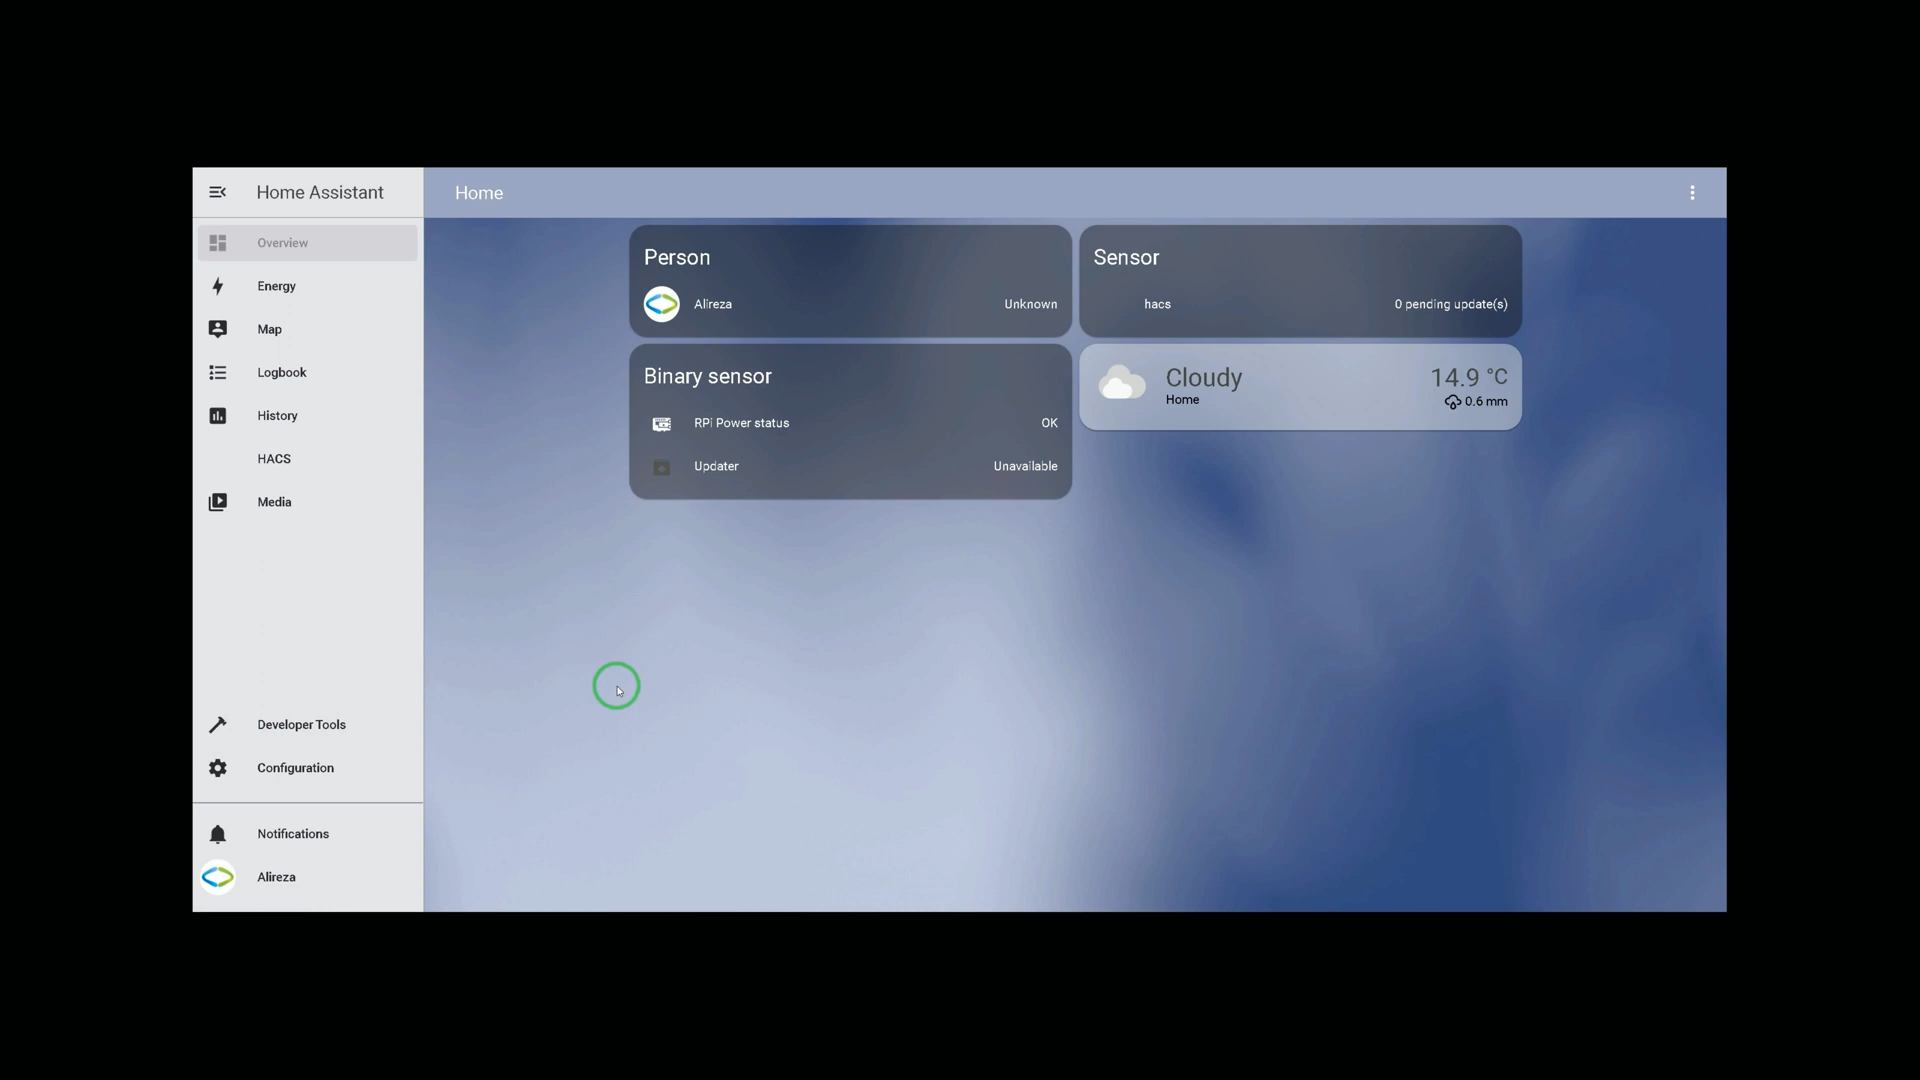 Home Assistant
Home
Overview
Energy
Map
Logbook
History
HACS
Media
Developer Tools
Configuration
Notifications
Alireza
Person
Alireza Unknown
Sensor
hacs 0 pending update(s)
Binary sensor
RPi Power status OK
Updater Unavailable
Cloudy 14.9 °C
Home 0.6 mm